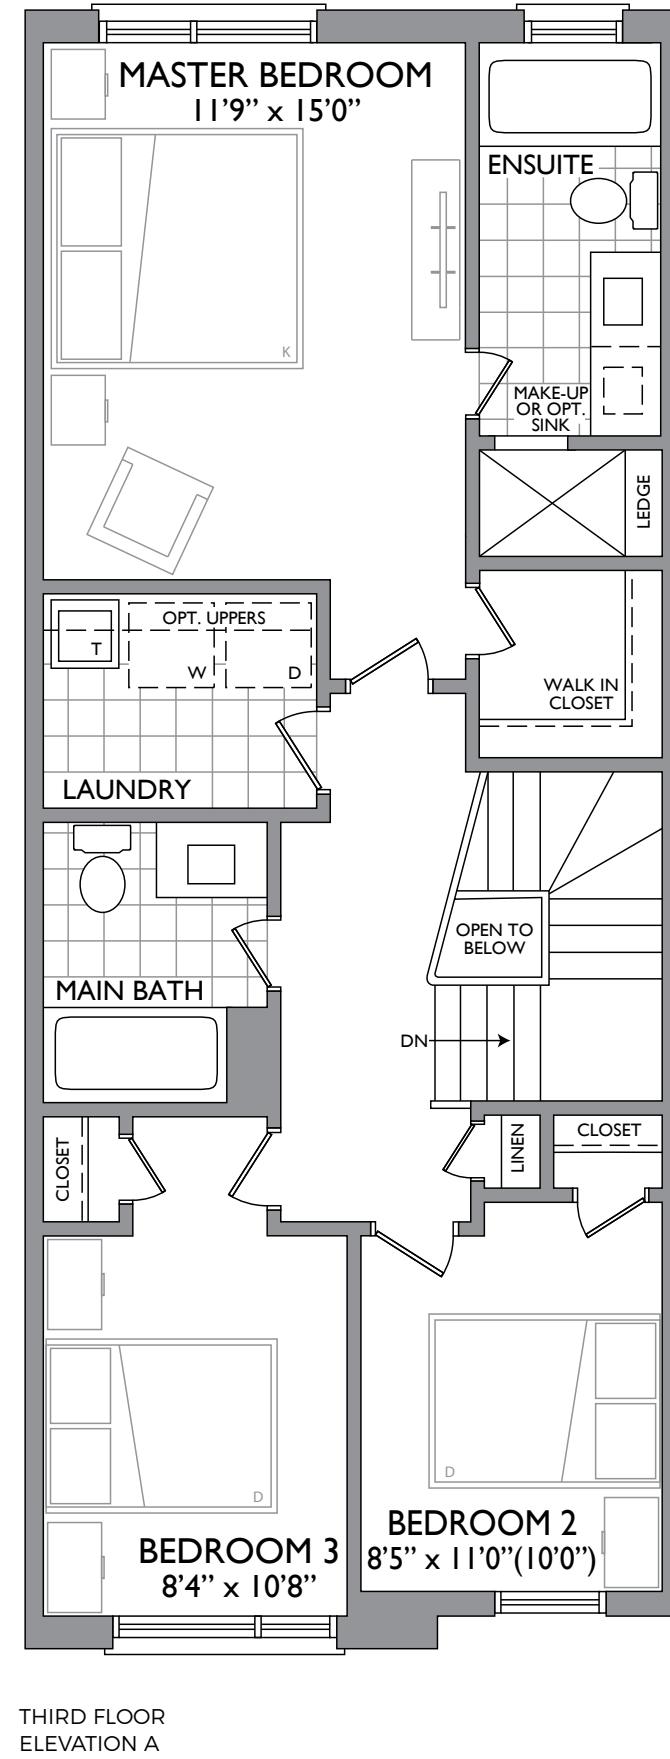 MASTER BEDROOM
11’9” x 15’0”
ENSUITE
K
MAKE-UP
OR OPT.
SINK
LEDGE
OPT. UPPERS
T
W
D
WALK IN
CLOSET
LAUNDRY
OPEN TO
BELOW
MAIN BATH
DN
CLOSET
LINEN
CLOSET
D
D
BEDROOM 2
8’5” x 11’0”(10’0”)
BEDROOM 3
8’4” x 10’8”
THIRD FLOOR
ELEVATION A